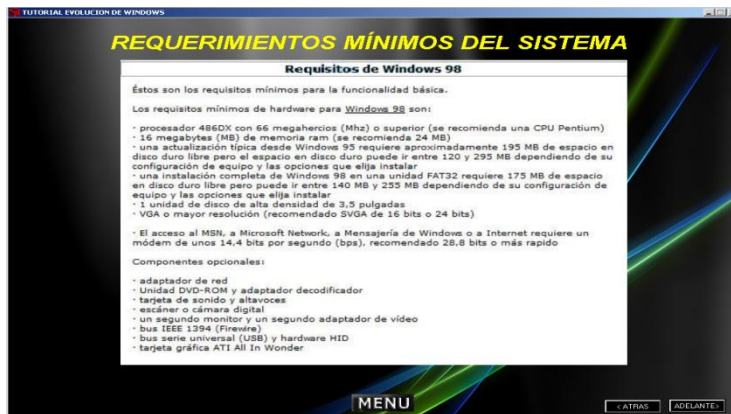 TUTORIAL EVOLUCION DE WINDOWS
REQUERIMIENTOS MÍNIMOS DEL SISTEMA
Requisitos de Windows 98
Éstos son los requisitos mínimos para la funcionalidad básica.
Los requisitos mínimos de hardware para Windows 98 son:
· procesador 486DX con 66 megahercios (Mhz) o superior (se recomienda una CPU Pentium)
· 16 megabytes (MB) de memoria ram (se recomienda 24 MB)
· una actualización típica desde Windows 95 requiere aproximadamente 195 MB de espacio en
disco duro libre pero el espacio en disco duro puede ir entre 120 y 295 MB dependiendo de su
configuración de equipo y las opciones que elija instalar
· una instalación completa de Windows 98 en una unidad FAT32 requiere 175 MB de espacio
en disco duro libre pero puede ir entre 140 MB y 255 MB dependiendo de su configuración de
equipo y las opciones que elija instalar
· 1 unidad de disco de alta densidad de 3,5 pulgadas
· VGA o mayor resolución (recomendado SVGA de 16 bits o 24 bits)
· El acceso al MSN, a Microsoft Network, a Mensajería de Windows o a Internet requiere un
módem de unos 14,4 bits por segundo (bps), recomendado 28,8 bits o más rapido
Componentes opcionales:
· adaptador de red
· Unidad DVD-ROM y adaptador decodificador
· tarjeta de sonido y altavoces
· escáner o cámara digital
· un segundo monitor y un segundo adaptador de vídeo
· bus IEEE 1394 (Firewire)
· bus serie universal (USB) y hardware HID
· tarjeta gráfica ATI All In Wonder
MENU
<ATRAS
ADELANTE>